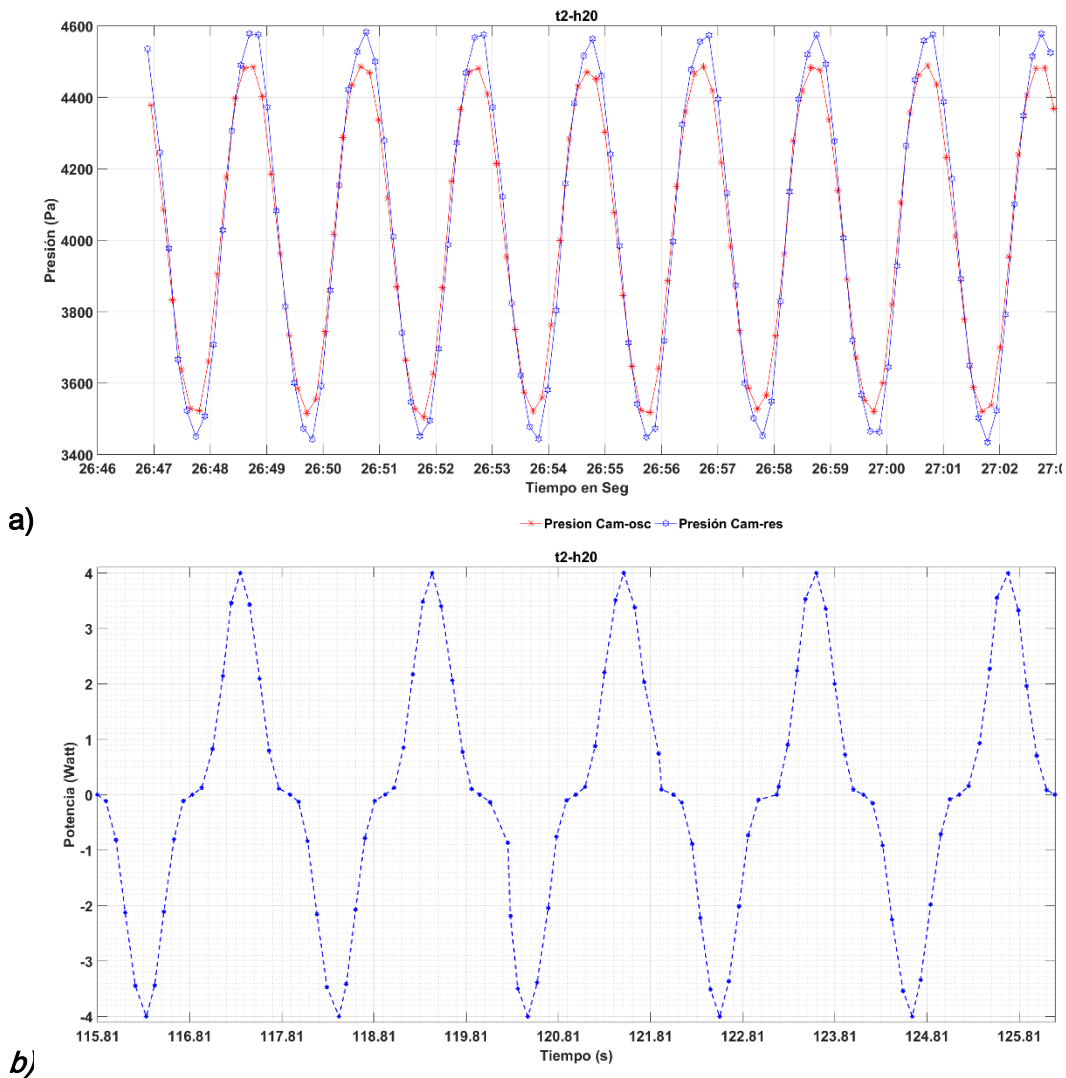 t2-h20
4600
4400
4200
4000
3800
3600
3400
Presión (Pa)
26:46 26:47 26:48 26:49 26:50 26:51 26:52 26:53 26:54 26:55 26:56 26:57 26:58 26:59 27:00 27:01 27:02 27:0
Tiempo en Seg
a)
Presion Cam-osc Presión Cam-res
t2-h20
4
3
2
1
0
-1
-2
-3
-4
Potencia (Watt)
115.81 116.81 117.81 118.81 119.81 120.81 121.81 122.81 123.81 124.81 125.81
Tiempo (s)
b)